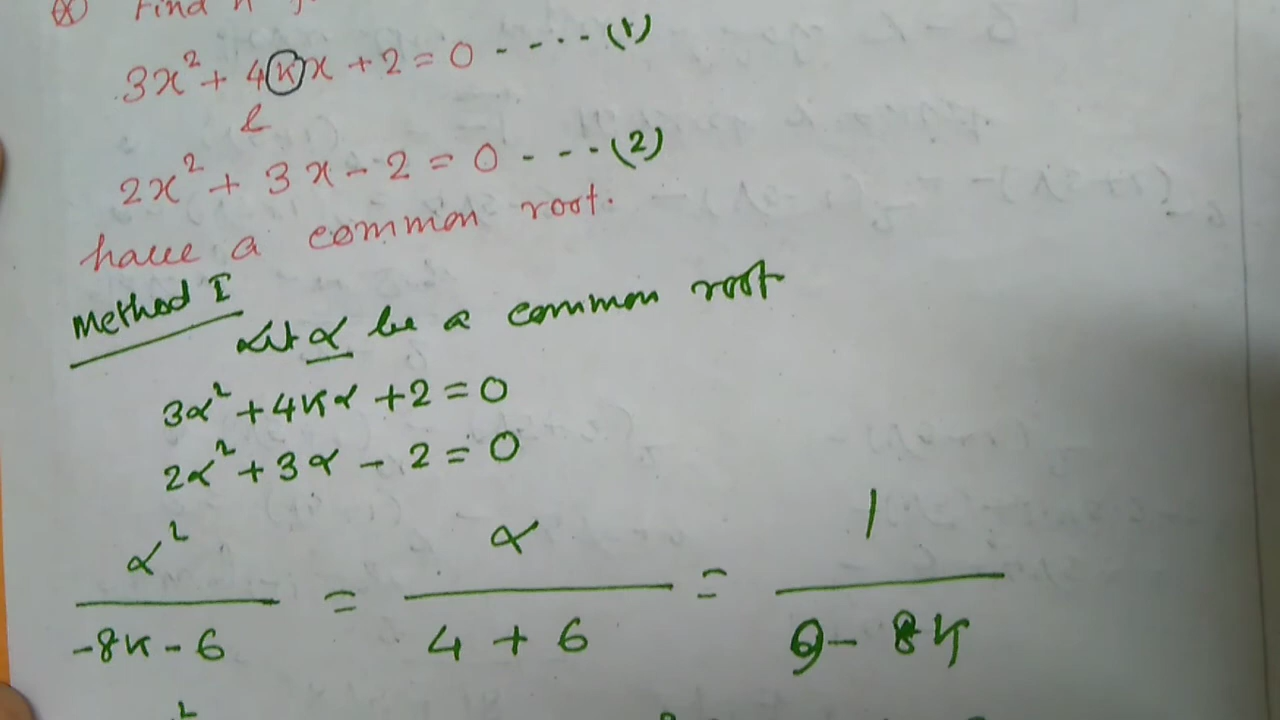 Find
3x² + 4kx + 2 = 0 - - - - (1)
&
2x² + 3x - 2 = 0 - - - (2)
have a common root.
Method I
Let α be a common root
3α² + 4kα + 2 = 0
2α² + 3α - 2 = 0
α² / (-8k - 6) = α / (4 + 6) = 1 / (9 - 8k)